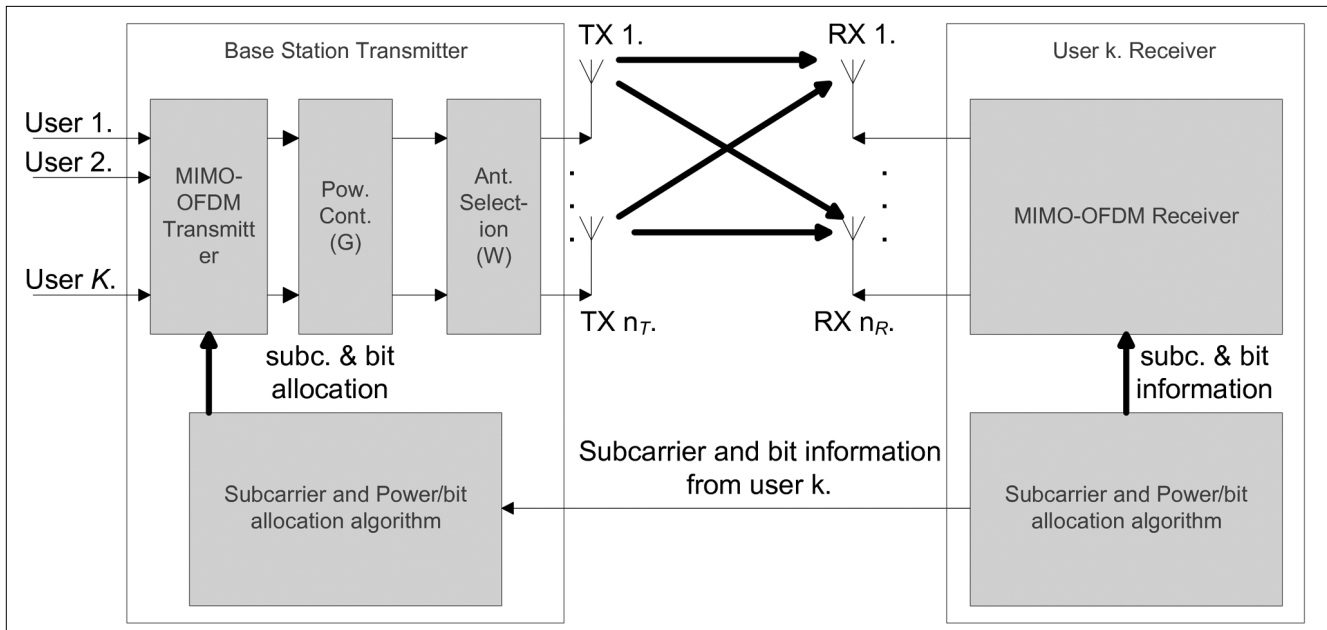 Base Station Transmitter
TX 1.
RX 1.
User k. Receiver
User 1.
User 2.
User K.
MIMO-
OFDM
Transmitt
er
Pow.
Cont.
(G)
Ant.
Select-
ion
(W)
MIMO-OFDM Receiver
TX nT.
RX nR.
subc. & bit
allocation
subc. & bit
information
Subcarrier and bit information
from user k.
Subcarrier and Power/bit
allocation algorithm
Subcarrier and Power/bit
allocation algorithm